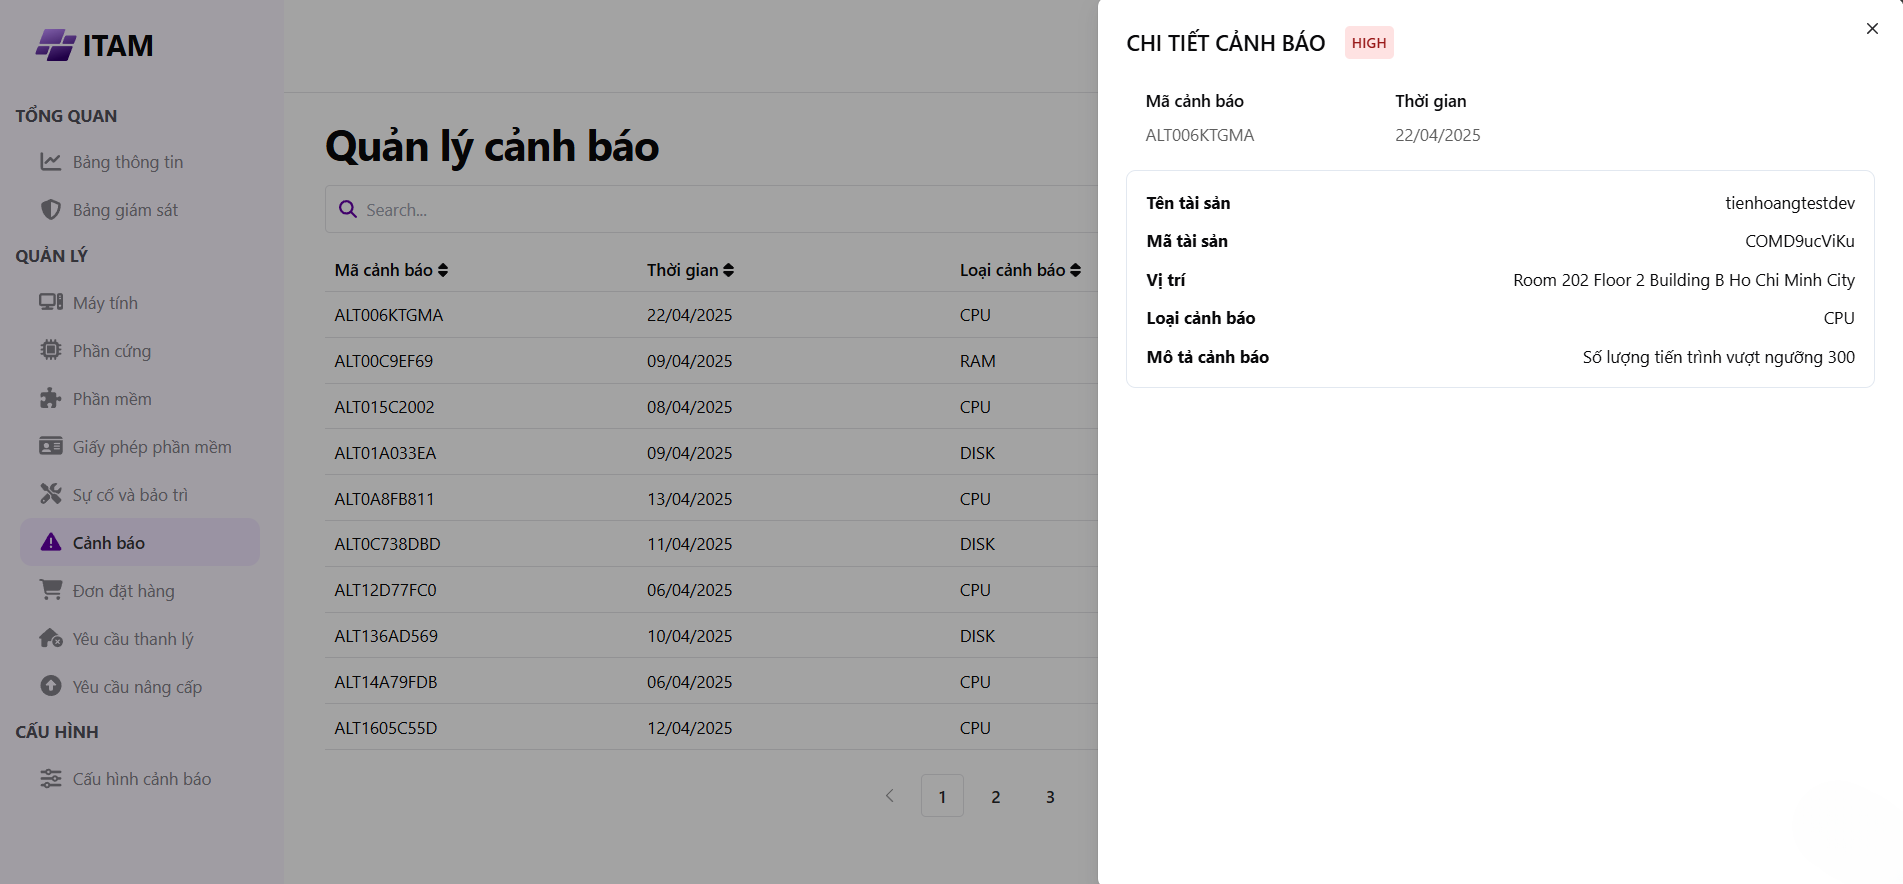 ITAM
TỔNG QUAN
Bảng thông tin
Bảng giám sát
QUẢN LÝ
Máy tính
Phần cứng
Phần mềm
Giấy phép phần mềm
Sự cố và bảo trì
Cảnh báo
Đơn đặt hàng
Yêu cầu thanh lý
Yêu cầu nâng cấp
CẤU HÌNH
Cấu hình cảnh báo
Quản lý cảnh báo
Search...
Mã cảnh báo Thời gian Loại cảnh báo
ALT006KTGMA 22/04/2025 CPU
ALT00C9EF69 09/04/2025 RAM
ALT015C2002 08/04/2025 CPU
ALT01A033EA 09/04/2025 DISK
ALT0A8FB811 13/04/2025 CPU
ALT0C738DBD 11/04/2025 DISK
ALT12D77FC0 06/04/2025 CPU
ALT136AD569 10/04/2025 DISK
ALT14A79FDB 06/04/2025 CPU
ALT1605C55D 12/04/2025 CPU
1 2 3
CHI TIẾT CẢNH BÁO HIGH
Mã cảnh báo Thời gian
ALT006KTGMA 22/04/2025
Tên tài sản tienhoangtestdev
Mã tài sản COMD9ucViKu
Vị trí Room 202 Floor 2 Building B Ho Chi Minh City
Loại cảnh báo CPU
Mô tả cảnh báo Số lượng tiến trình vượt ngưỡng 300